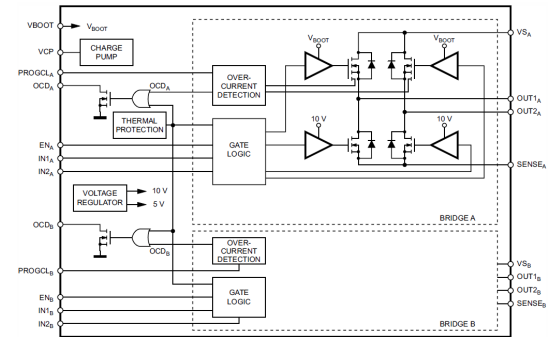 VBOOT
VBOOT
VCP
CHARGE PUMP
PROGCLA
OCDA
OCDA
OVER-
CURRENT
DETECTION
THERMAL
PROTECTION
ENA
IN1A
IN2A
GATE
LOGIC
VOLTAGE
REGULATOR
10 V
5 V
VBOOT
VBOOT
10 V
10 V
VSA
OUT1A
OUT2A
SENSEA
BRIDGE A
OCDB
OCDB
OVER-
CURRENT
DETECTION
PROGCLB
ENB
IN1B
IN2B
GATE
LOGIC
VSB
OUT1B
OUT2B
SENSEB
BRIDGE B